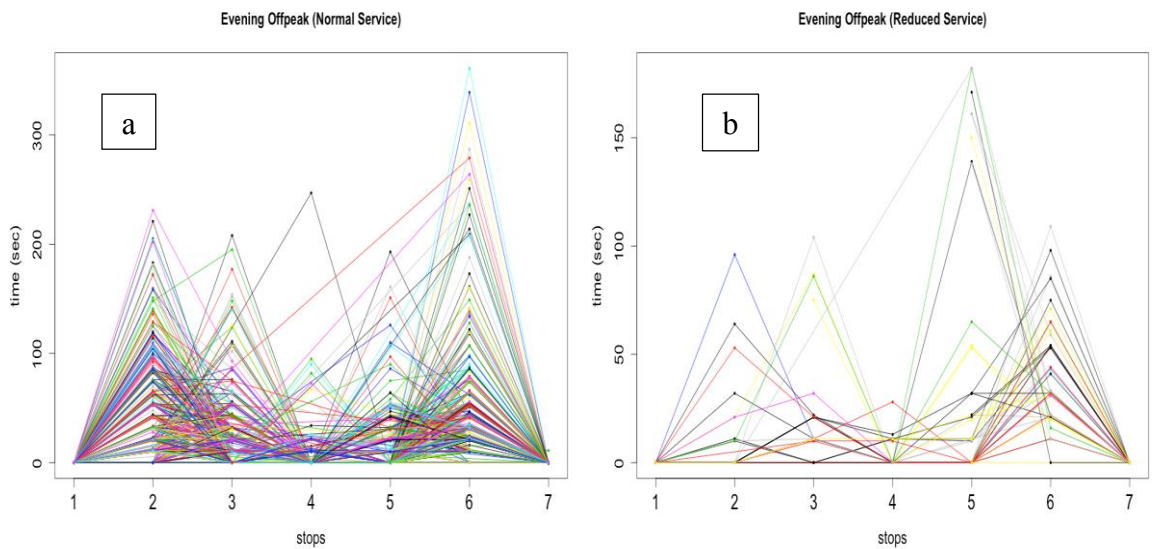 Evening Offpeak (Normal Service)
a
time (sec)
0
100
200
300
1 2 3 4 5 6 7
stops
Evening Offpeak (Reduced Service)
b
time (sec)
0
50
100
150
1 2 3 4 5 6 7
stops